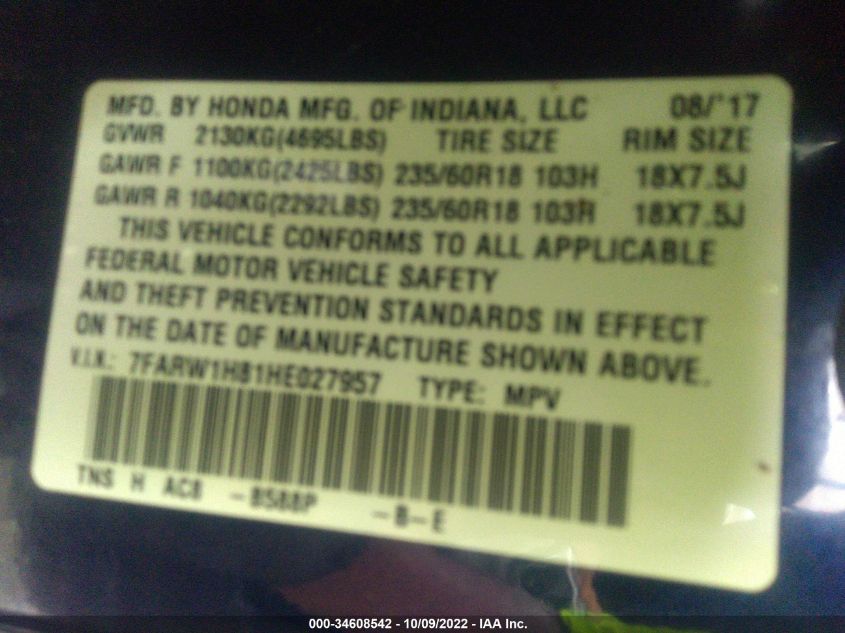 MFD. BY HONDA MFG. OF INDIANA, LLC 08/'17
GVWR 2130KG(4695LBS) TIRE SIZE RIM SIZE
GAWR F 1100KG(2425LBS) 235/60R18 103H 18X7.5J
GAWR R 1040KG(2292LBS) 235/60R18 103H 18X7.5J
THIS VEHICLE CONFORMS TO ALL APPLICABLE
FEDERAL MOTOR VEHICLE SAFETY
AND THEFT PREVENTION STANDARDS IN EFFECT
ON THE DATE OF MANUFACTURE SHOWN ABOVE.
V.I.N.: 7FARW1H81HE027957 TYPE: MPV
TNS H AC8 -B588P -B-E
000-34608542 - 10/09/2022 - IAA Inc.